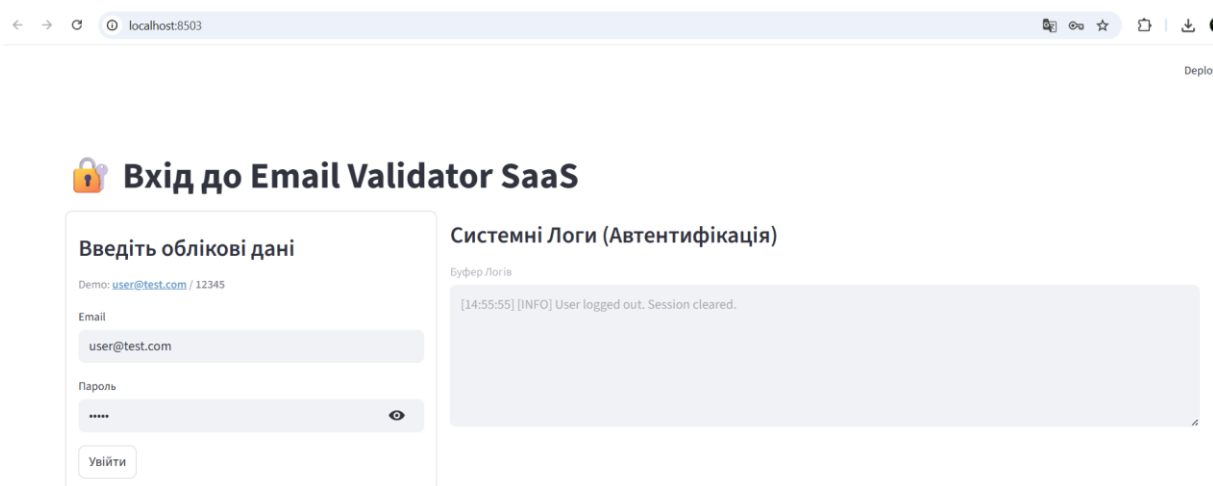 localhost:8503
Deplo
Вхід до Email Validator SaaS
Введіть облікові дані
Demo: user@test.com / 12345
Email
user@test.com
Пароль
•••••
Увійти
Системні Логи (Автентифікація)
Буфер Логів
[14:55:55] [INFO] User logged out. Session cleared.